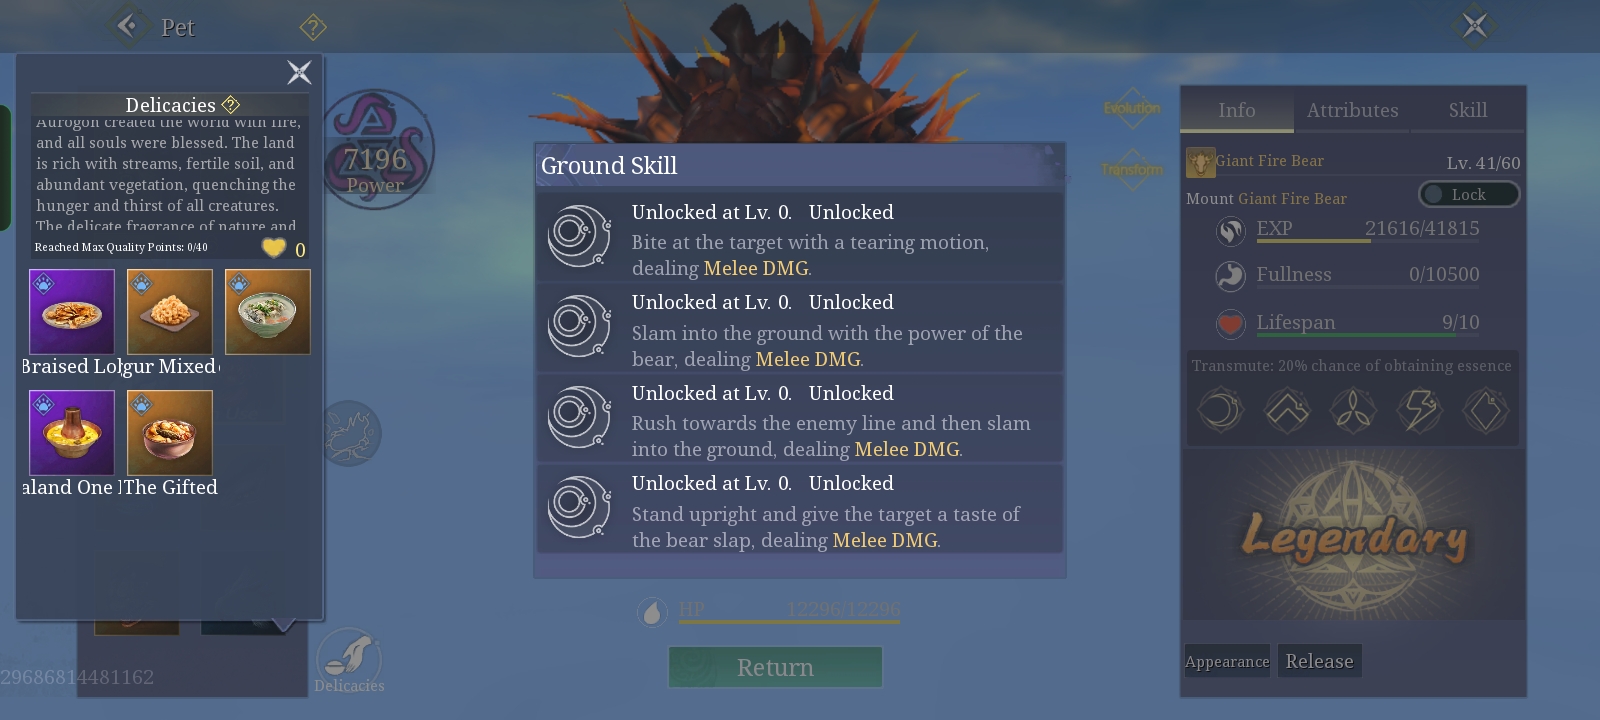 Pet
?
Delicacies ?
Aurogon created the world with fire,
and all souls were blessed. The land
is rich with streams, fertile soil, and
abundant vegetation, quenching the
hunger and thirst of all creatures.
The delicate fragrance of nature and
Reached Max Quality Points: 0/40
0
Braised Lo
gur Mixed
aland One
The Gifted
7196
Power
Delicacies
29686814481162
Ground Skill
Unlocked at Lv. 0. Unlocked
Bite at the target with a tearing motion,
dealing Melee DMG.
Unlocked at Lv. 0. Unlocked
Slam into the ground with the power of the
bear, dealing Melee DMG.
Unlocked at Lv. 0. Unlocked
Rush towards the enemy line and then slam
into the ground, dealing Melee DMG.
Unlocked at Lv. 0. Unlocked
Stand upright and give the target a taste of
the bear slap, dealing Melee DMG.
HP 12296/12296
Return
Evolution
Transform
Info Attributes Skill
Giant Fire Bear Lv. 41/60
Mount Giant Fire Bear Lock
EXP 21616/41815
Fullness 0/10500
Lifespan 9/10
Transmute: 20% chance of obtaining essence
Legendary
Appearance Release